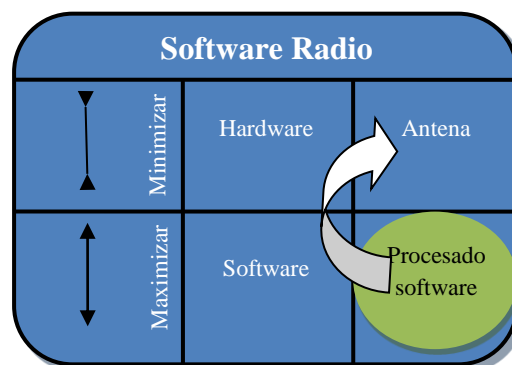 Software Radio
Minimizar
Hardware
Antena
Maximizar
Software
Procesado
software